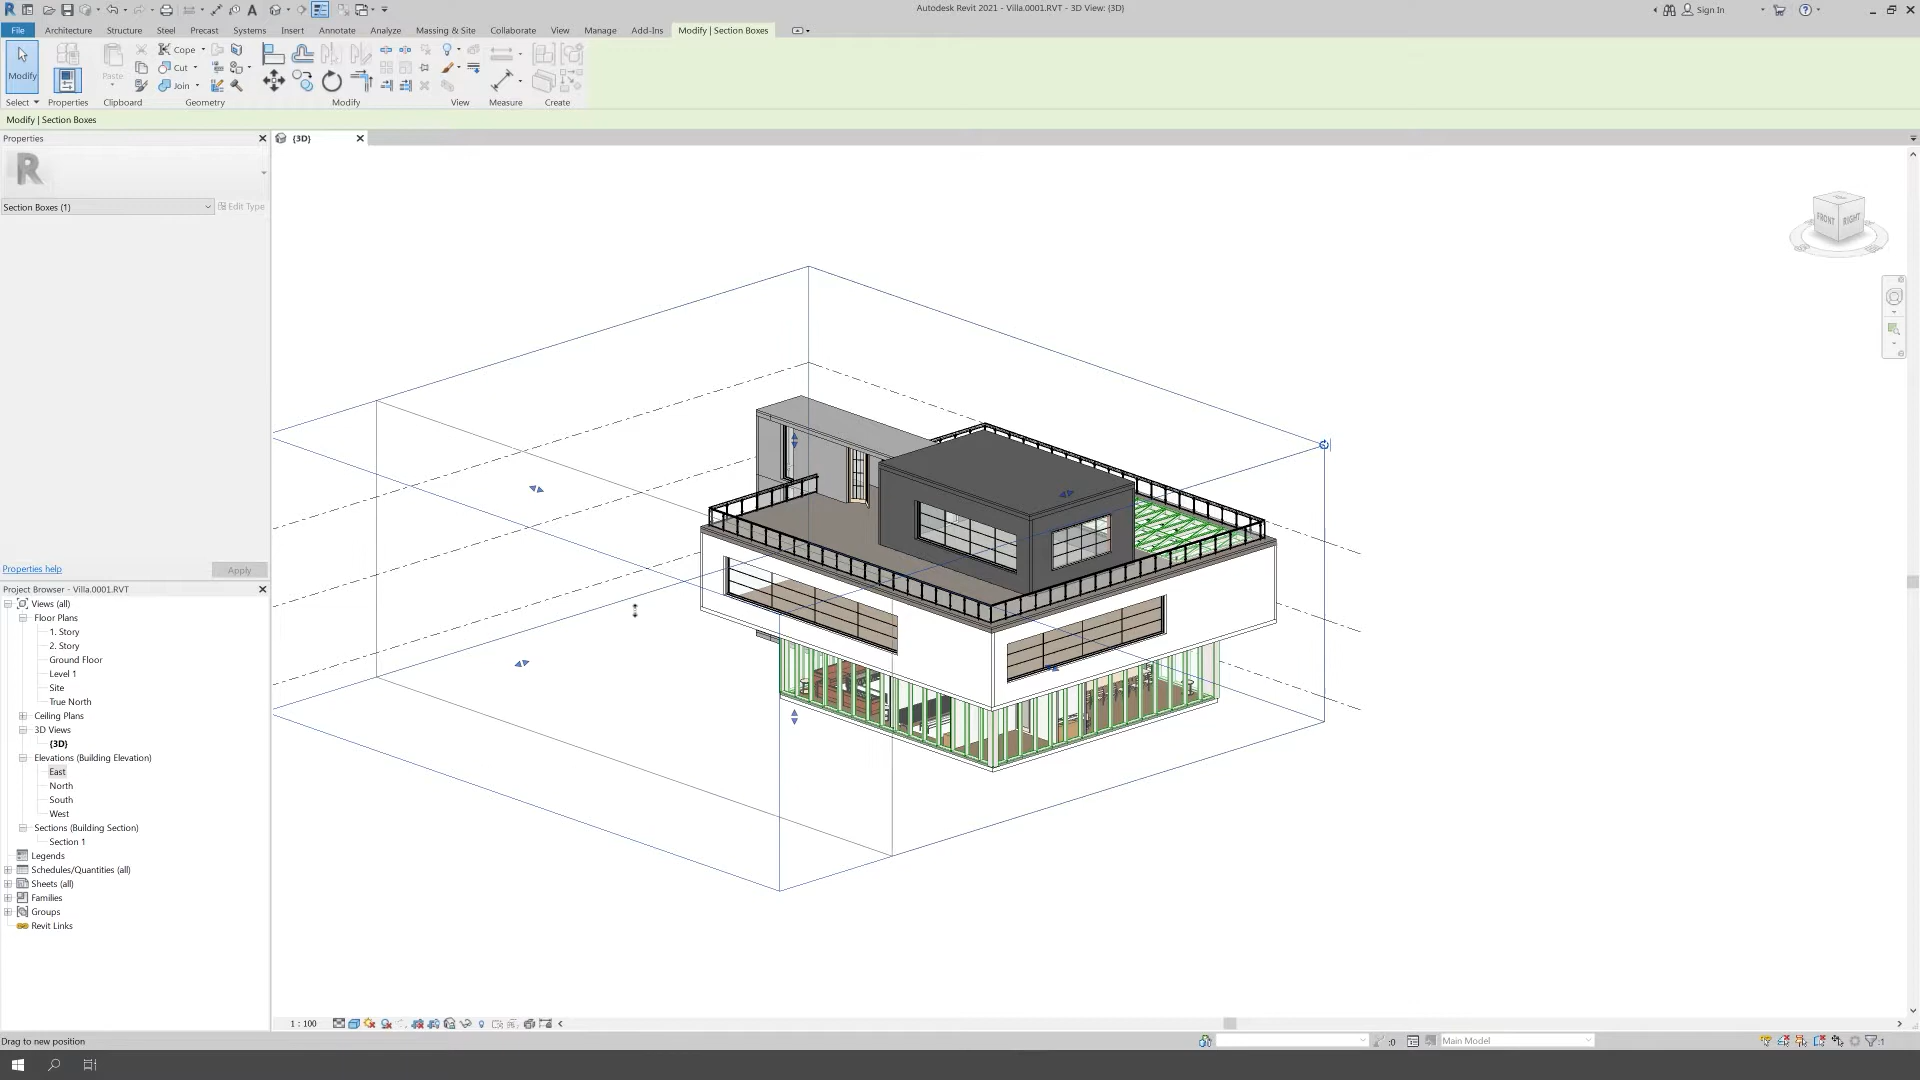 Autodesk Revit 2021 - Villa.0001.RVT - 3D View: {3D}
Sign In
File Architecture Structure Steel Precast Systems Insert Annotate Analyze Massing & Site Collaborate View Manage Add-Ins Modify | Section Boxes
Modify
Paste
Cope
Cut
Join
Select Properties Clipboard Geometry Modify View Measure Create
Modify | Section Boxes
Properties
{3D}
R
Section Boxes (1)
Edit Type
FRONT
RIGHT
Properties help
Apply
Project Browser - Villa.0001.RVT
Views (all)
Floor Plans
1. Story
2. Story
Ground Floor
Level 1
Site
True North
Ceiling Plans
3D Views
{3D}
Elevations (Building Elevation)
East
North
South
West
Sections (Building Section)
Section 1
Legends
Schedules/Quantities (all)
Sheets (all)
Families
Groups
Revit Links
1 : 100
Drag to new position
:0
Main Model
:1